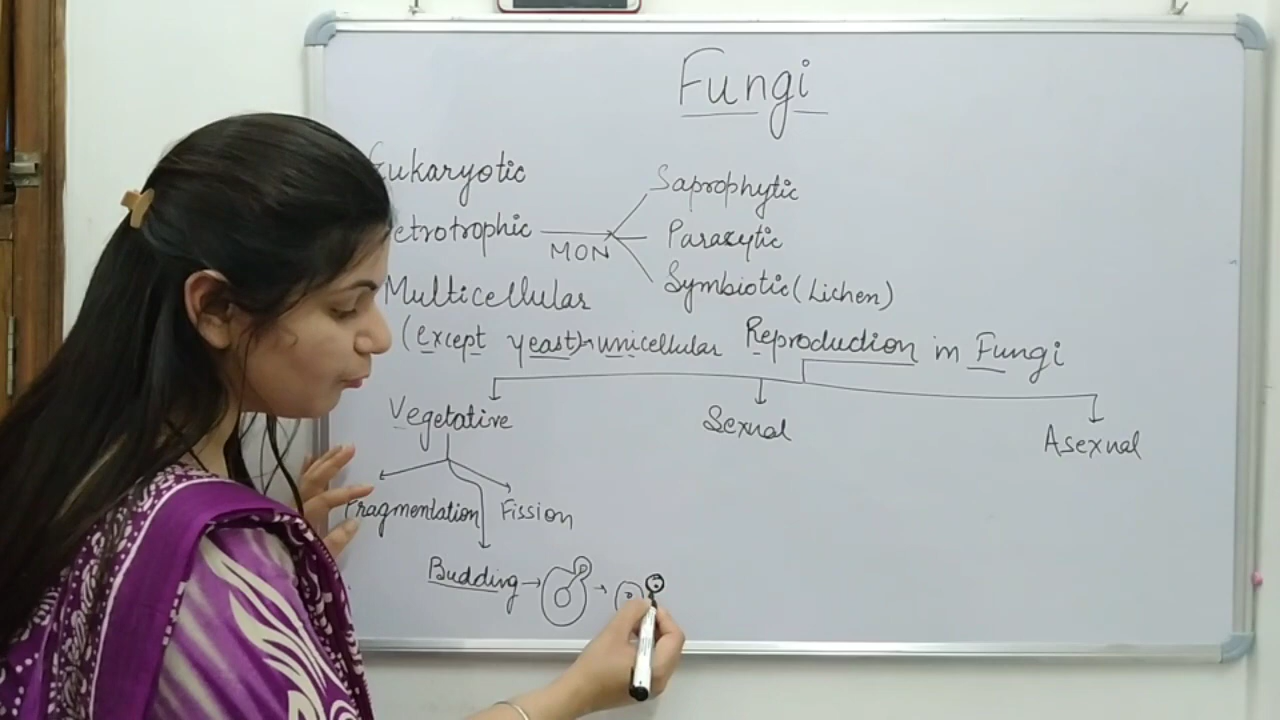 Fungi
Eukaryotic
Hetrotrophic MON
Saprophytic
Parasytic
Symbiotic (Lichen)
Multicellular
(except yeast) unicellular
Reproduction in Fungi
Vegetative Sexual Asexual
Fragmentation Fission
Budding